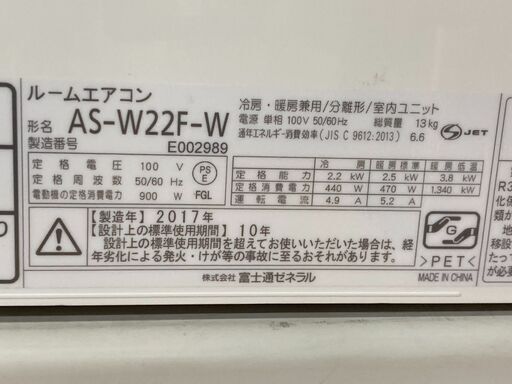 ルームエアコン
形名 AS-W22F-W
製造番号 E002989
冷房・暖房兼用/分離形/室内ユニット
電源 単相 100V 50/60Hz 総質量 13kg
通年エネルギー消費効率(JIS C 9612:2013) 6.6
JET
定格電圧 100 V
定格周波数 50/60 Hz
電動機の定格消費電力 900 W
PS
E
FGL
冷房 暖房標準 暖房低温
定格能力 2.2 kW 2.5 kW 3.8 kW
定格消費電力 440 W 470 W 1,340 kW
運転電流 4.9 A 5.2 A
【製造年】2017年
【設計上の標準使用期間】10年
設計上の標準使用期間を超えてお使いいただいた場合は、経
年劣化による発火・けが等の事故に至るおそれがあります。
株式会社 富士通ゼネラル
G
>PET<
MADE IN CHINA
R3
化保
移設
たって